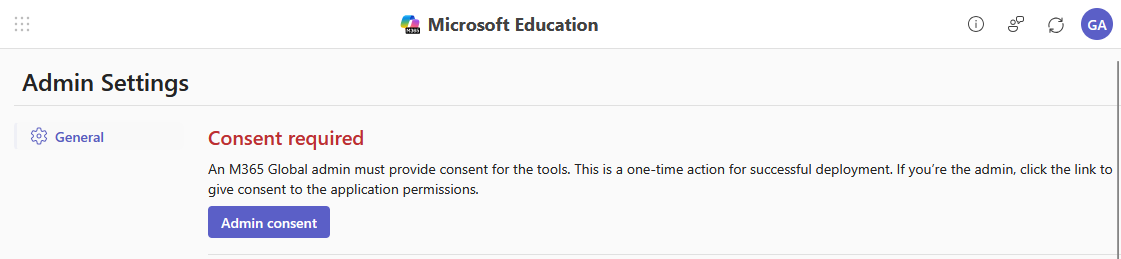 M365 Microsoft Education
GA
Admin Settings
General
Consent required
An M365 Global admin must provide consent for the tools. This is a one-time action for successful deployment. If you’re the admin, click the link to
give consent to the application permissions.
Admin consent